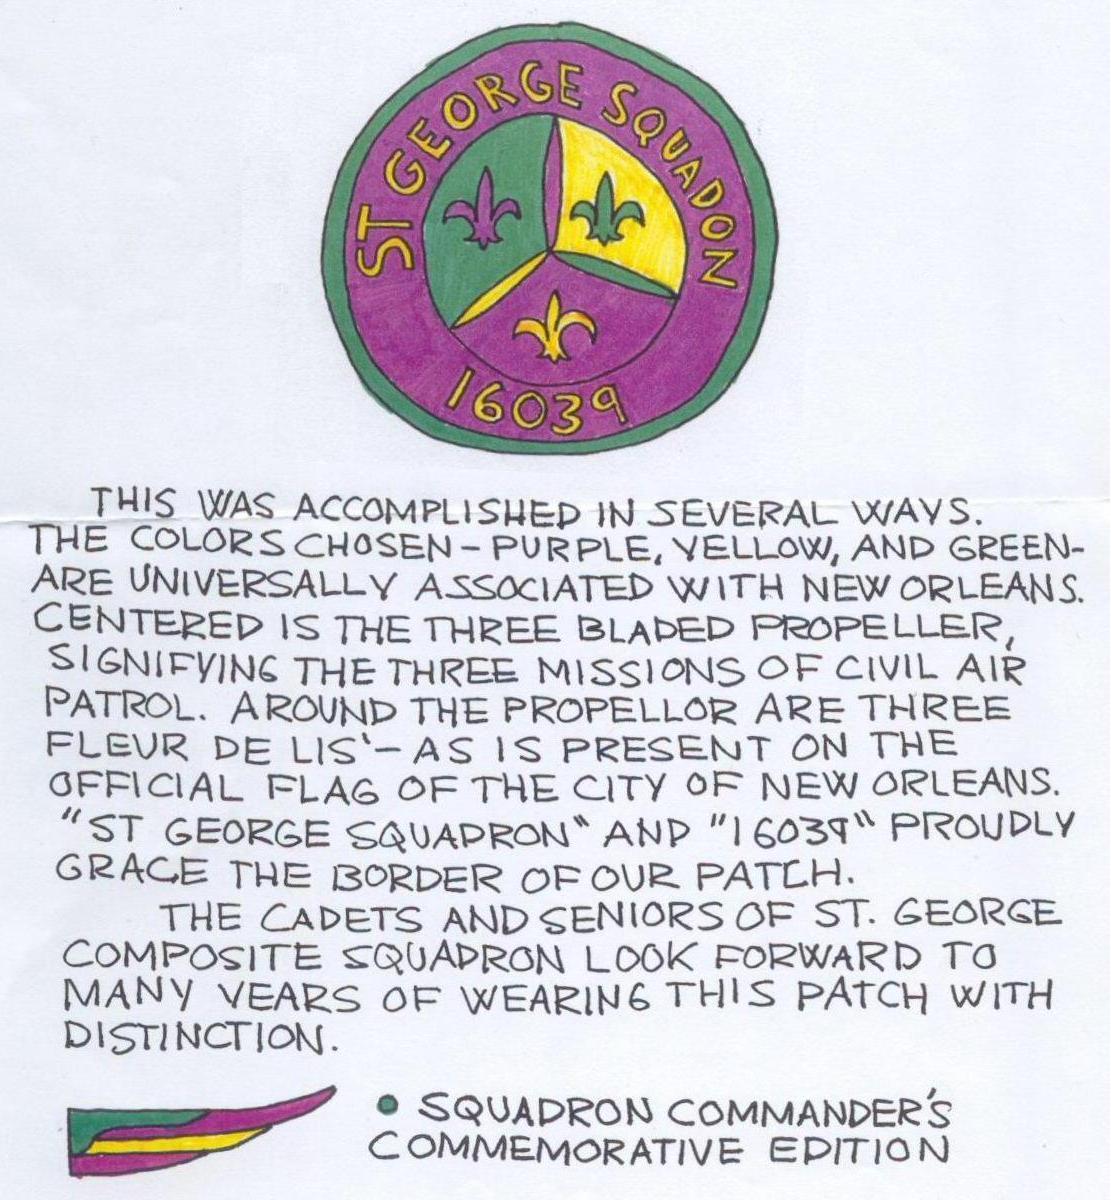 ST GEORGE SQUADON
16039
THIS WAS ACCOMPLISHED IN SEVERAL WAYS.
THE COLORS CHOSEN - PURPLE, YELLOW, AND GREEN-
ARE UNIVERSALLY ASSOCIATED WITH NEW ORLEANS.
CENTERED IS THE THREE BLADED PROPELLER,
SIGNIFYING THE THREE MISSIONS OF CIVIL AIR
PATROL. AROUND THE PROPELLOR ARE THREE
FLEUR DE LIS' - AS IS PRESENT ON THE
OFFICIAL FLAG OF THE CITY OF NEW ORLEANS.
"ST GEORGE SQUADRON" AND "16039" PROUDLY
GRACE THE BORDER OF OUR PATCH.
THE CADETS AND SENIORS OF ST. GEORGE
COMPOSITE SQUADRON LOOK FORWARD TO
MANY YEARS OF WEARING THIS PATCH WITH
DISTINCTION.
• SQUADRON COMMANDER'S
COMMEMORATIVE EDITION